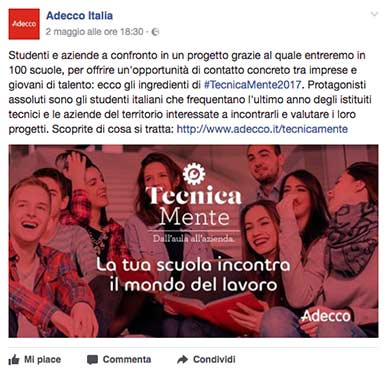 Adecco
Adecco Italia
2 maggio alle ore 18:30 ·
Studenti e aziende a confronto in un progetto grazie al quale entreremo in
100 scuole, per offrire un'opportunità di contatto concreto tra imprese e
giovani di talento: ecco gli ingredienti di #TecnicaMente2017. Protagonisti
assoluti sono gli studenti italiani che frequentano l'ultimo anno degli istituiti
tecnici e le aziende del territorio interessate a incontrarli e valutare i loro
progetti. Scoprite di cosa si tratta: http://www.adecco.it/tecnicamente
Tecnica
Mente
Dall'aula all'azienda.
La tua scuola incontra
il mondo del lavoro
Adecco
Mi piace Commenta Condividi